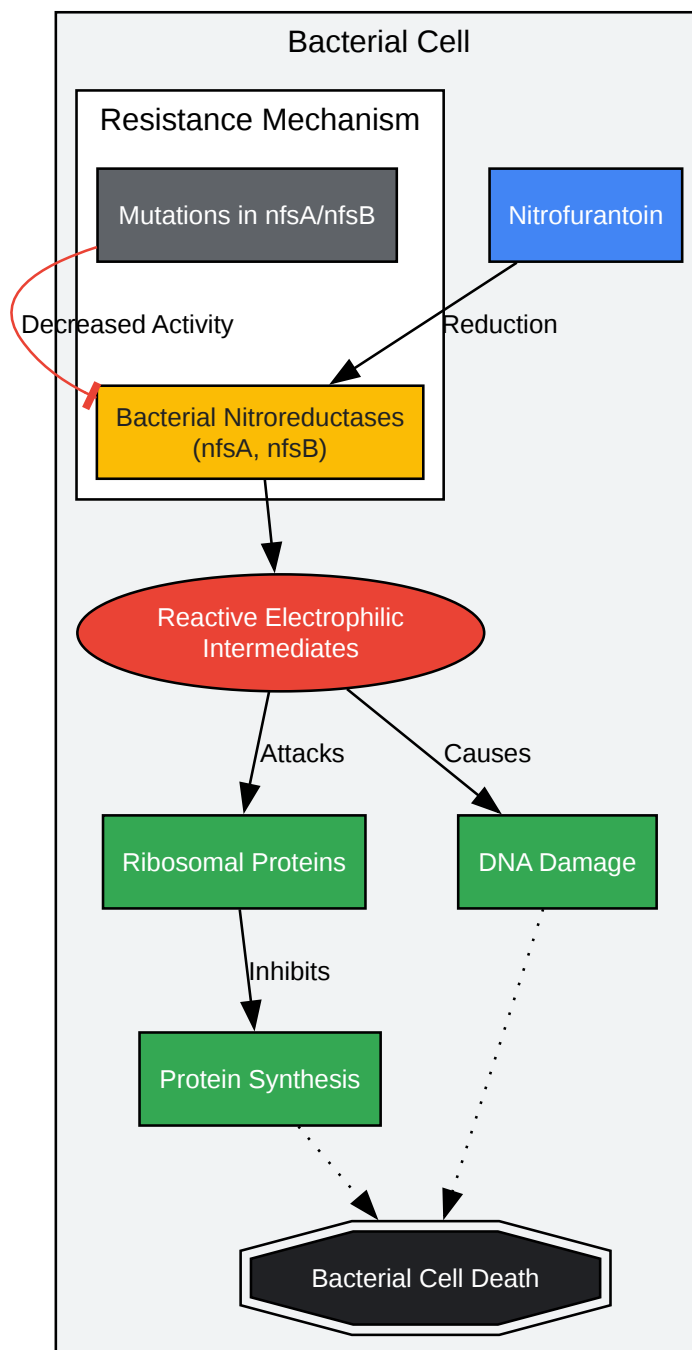 Bacterial Cell
Resistance Mechanism
Mutations in nfsA/nfsB
Nitrofurantoin
Decreased Activity
Reduction
Bacterial Nitroreductases
(nfsA, nfsB)
Reactive Electrophilic
Intermediates
Attacks
Causes
Ribosomal Proteins
DNA Damage
Inhibits
Protein Synthesis
Bacterial Cell Death